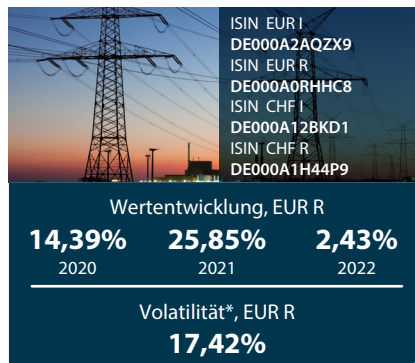 ISIN EUR I
DE000A2AQZX9
ISIN EUR R
DE000A0RHHC8
ISIN CHF I
DE000A12BKD1
ISIN CHF R
DE000A1H44P9
Wertentwicklung, EUR R
14,39% 25,85% 2,43%
2020 2021 2022
Volatilität*, EUR R
17,42%